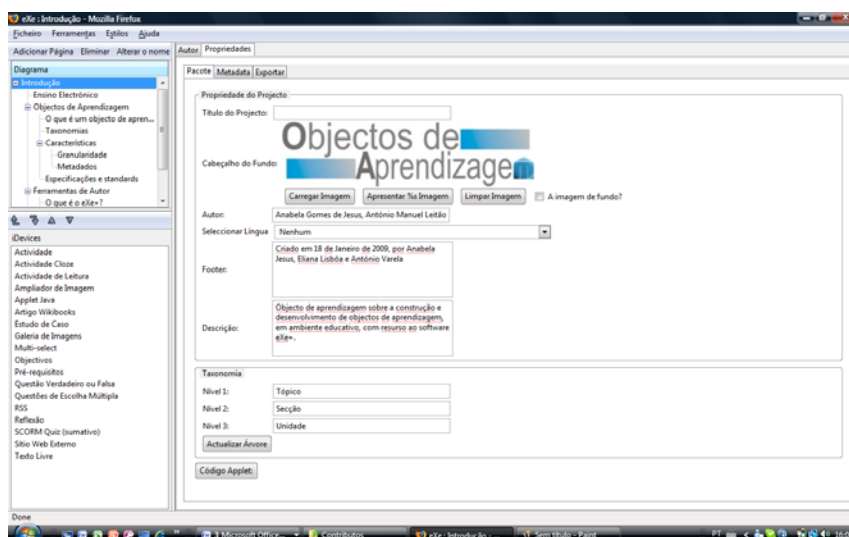 eXe : Introdução - Mozilla Firefox
Ficheiro Ferramentas Estilos Ajuda
Adicionar Página Eliminar Alterar o nome
Autor Propriedades
Diagrama
Introdução
Ensino Electrónico
Objectos de Aprendizagem
O que é um objecto de apren...
Taxonomias
Características
Granularidade
Metadados
Especificações e standards
Ferramentas de Autor
O que é o eXe+?
iDevices
Actividade
Actividade Cloze
Actividade de Leitura
Ampliador de Imagem
Applet Java
Artigo Wikibooks
Estudo de Caso
Galeria de Imagens
Multi-select
Objectivos
Pré-requisitos
Questão Verdadeiro ou Falsa
Questões de Escolha Múltipla
RSS
Reflexão
SCORM Quiz (sumativo)
Sítio Web Externo
Texto Livre
Pacote Metadata Exportar
Propriedade do Projecto
Título do Projecto:
Cabeçalho do Fundo:
Objectos de
Aprendizagem
Carregar Imagem Apresentar %s Imagem Limpar Imagem A imagem de fundo?
Autor: Anabela Gomes de Jesus, António Manuel Leitão
Seleccionar Língua Nenhum
Footer:
Criado em 18 de Janeiro de 2009, por Anabela
Jesus, Eliana Lisbôa e António Varela
Descrição:
Objecto de aprendizagem sobre a construção e
desenvolvimento de objectos de aprendizagem,
em ambiente educativo, com resurso ao software
eXe+.
Taxonomia
Nível 1: Tópico
Nível 2: Secção
Nível 3: Unidade
Actualizar Árvore
Código Applet:
Done
3 Microsoft Office... Contributos eXe : Introdução - ... Sem título - Paint PT